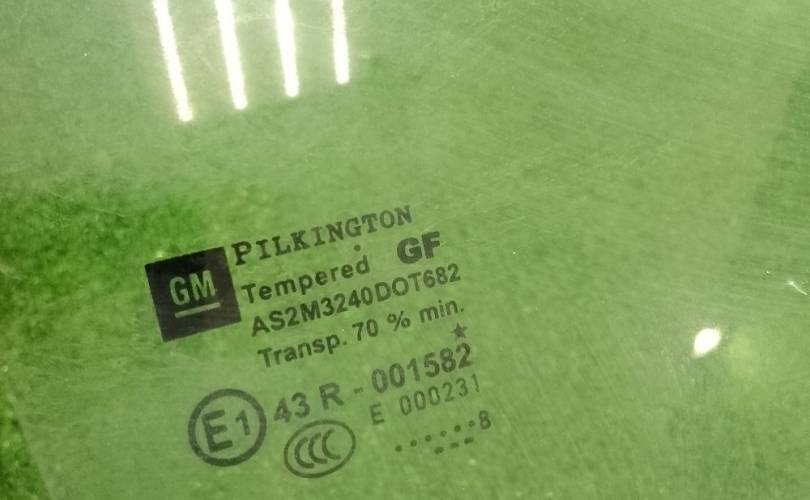 PILKINGTON
GM
Tempered GF
AS2M3240DOT682
Transp. 70 % min.
E1 43 R - 001582
CCC E 000231
......8